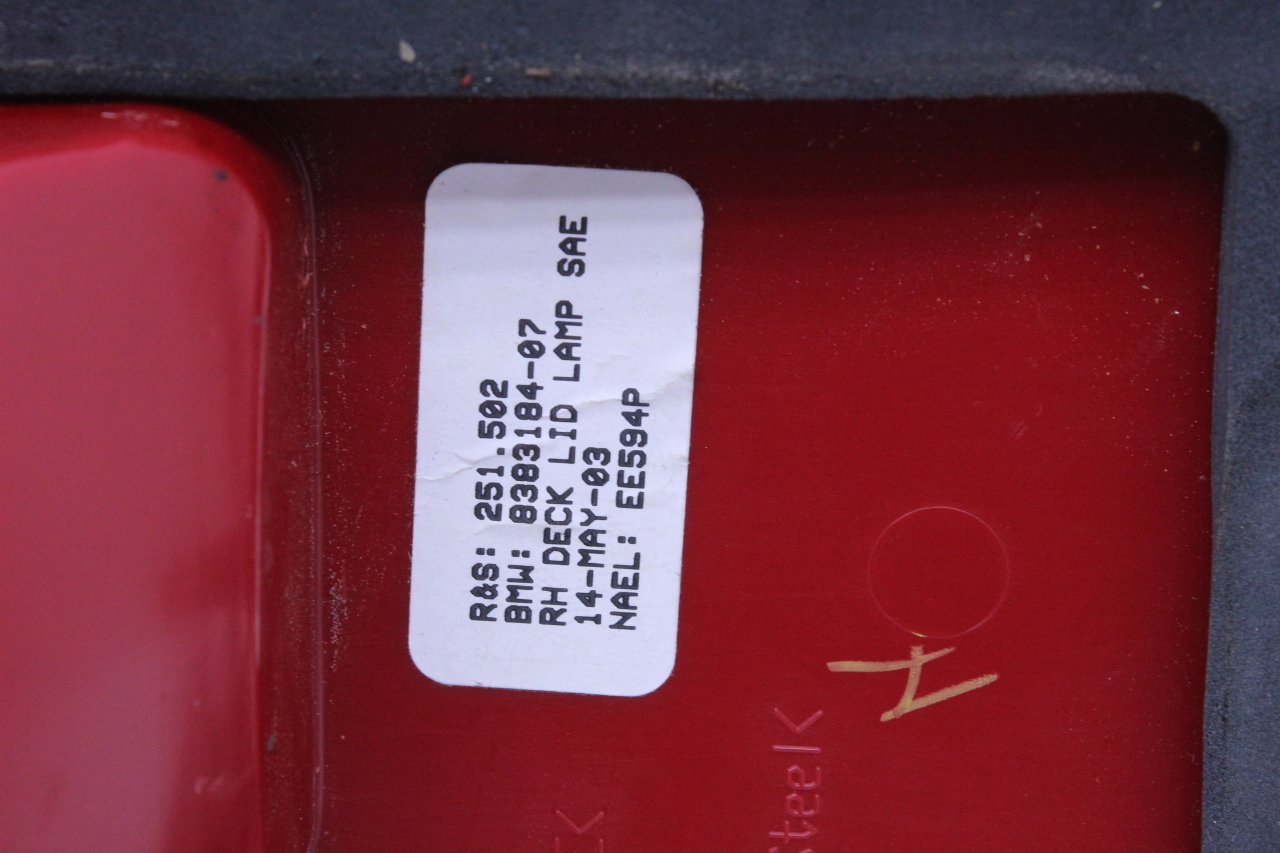 R&S: 251.502
BMW: 8383184-07
RH DECK LID LAMP SAE
14-MAY-03
NAEL: EE594P